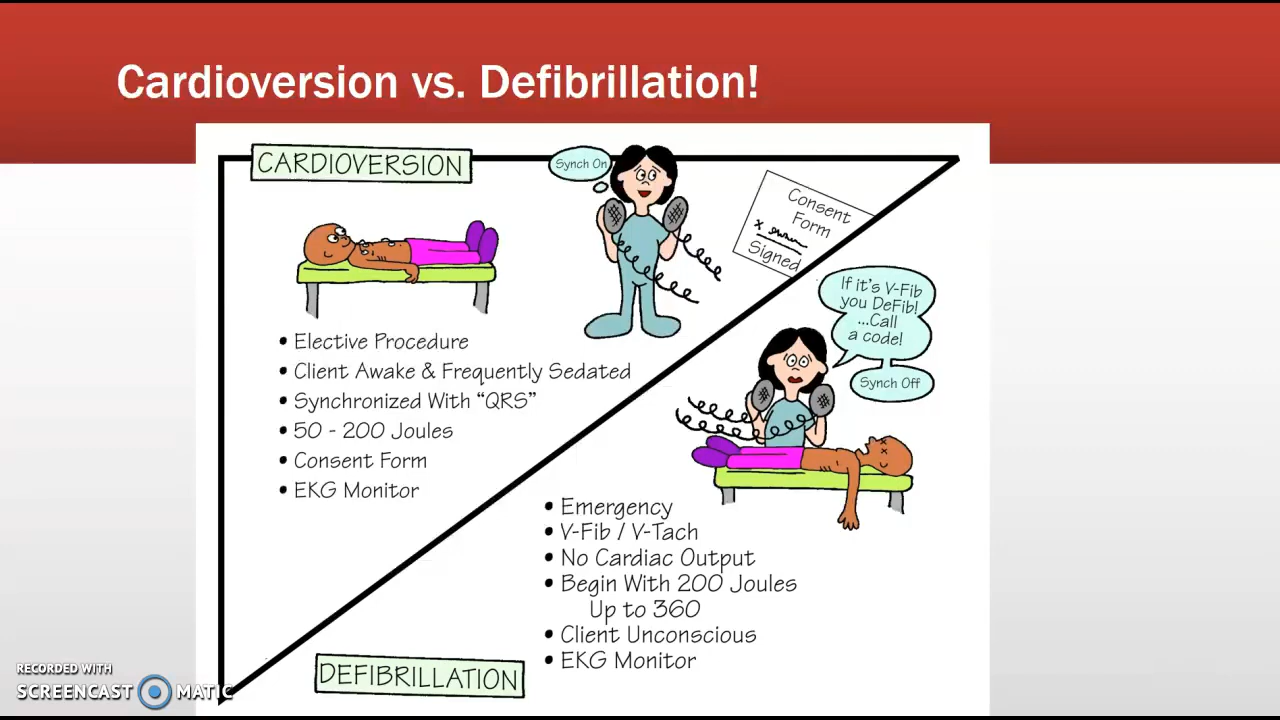 Cardioversion vs. Defibrillation!
CARDIOVERSION
Synch On
Consent
Form
x
Signed
• Elective Procedure
• Client Awake & Frequently Sedated
• Synchronized With “QRS”
• 50 - 200 Joules
• Consent Form
• EKG Monitor
If it's V-Fib
you DeFib!
...Call
a code!
Synch Off
• Emergency
• V-Fib / V-Tach
• No Cardiac Output
• Begin With 200 Joules
Up to 360
• Client Unconscious
• EKG Monitor
DEFIBRILLATION
RECORDED WITH
SCREENCAST MATIC